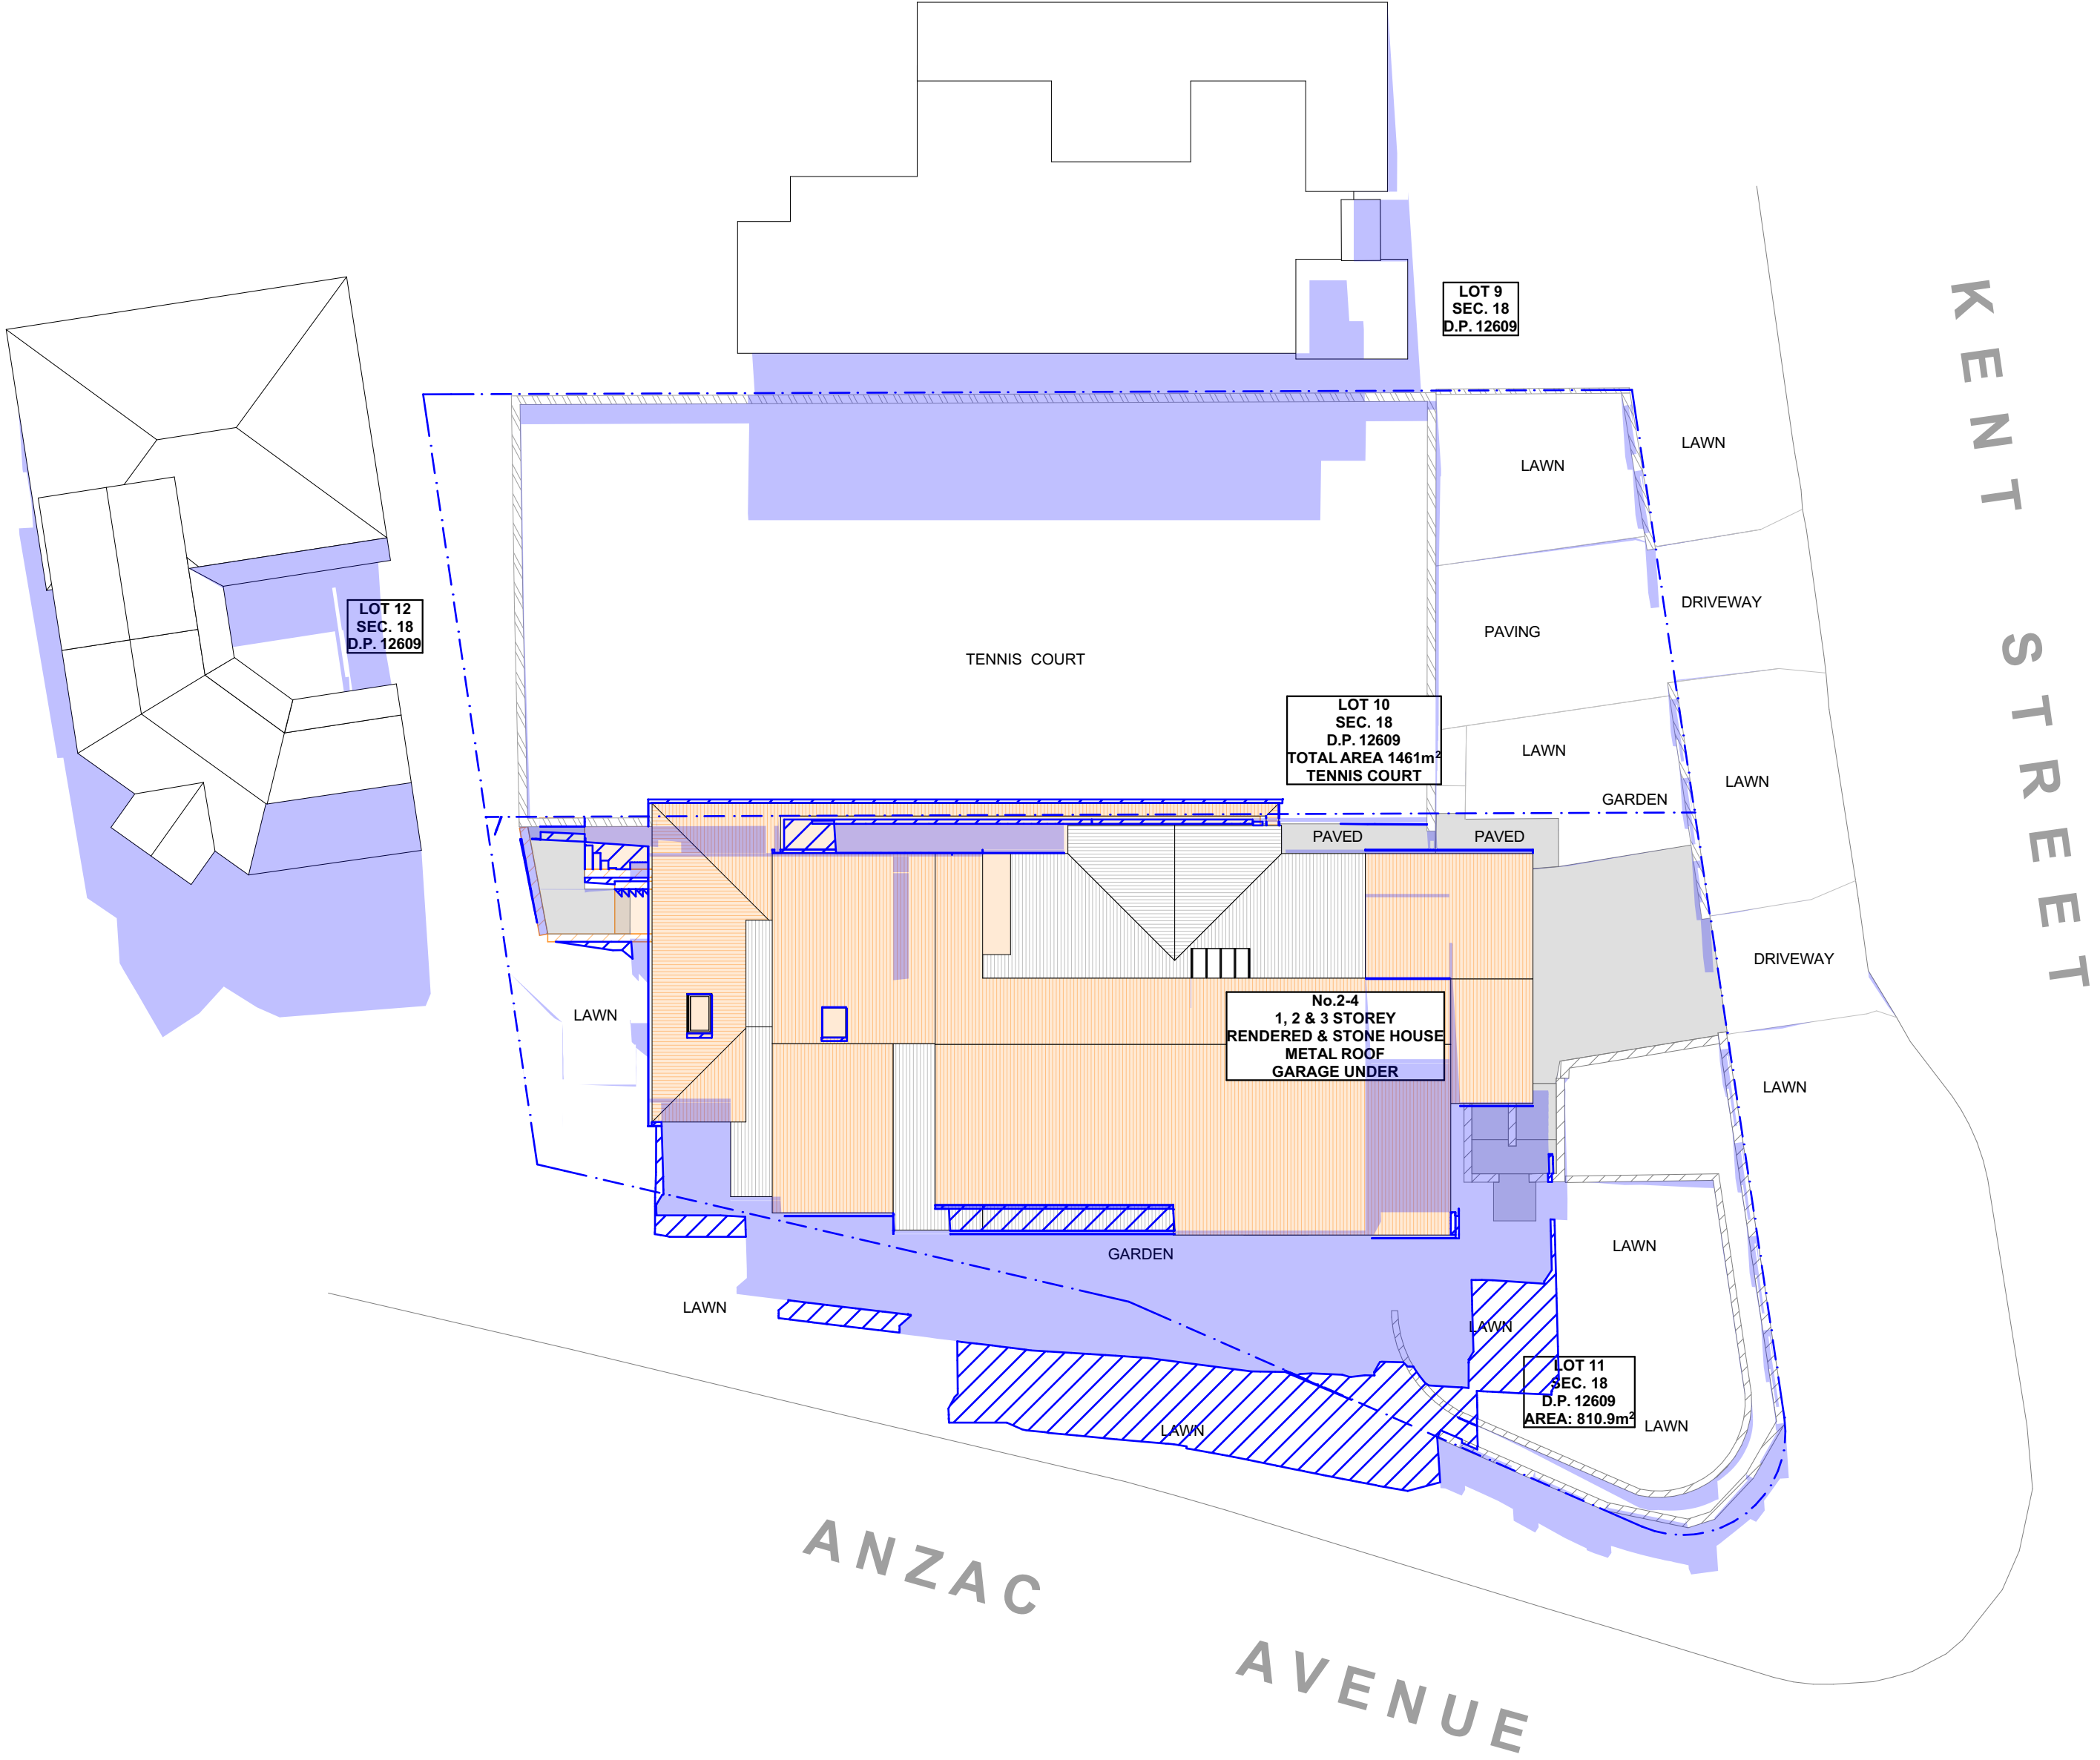 LOT 9
SEC. 18
D.P. 12609
KENT STREET
LAWN
LAWN
LOT 12
SEC. 18
D.P. 12609
DRIVEWAY
PAVING
TENNIS COURT
LOT 10
SEC. 18
D.P. 12609
TOTAL AREA 1461m²
TENNIS COURT
LAWN
LAWN
GARDEN
PAVED
PAVED
DRIVEWAY
LAWN
No.2-4
1, 2 & 3 STOREY
RENDERED & STONE HOUSE
METAL ROOF
GARAGE UNDER
LAWN
GARDEN
LAWN
LAWN
LAWN
LOT 11
SEC. 18
D.P. 12609
AREA: 810.9m²
LAWN
LAWN
ANZAC AVENUE